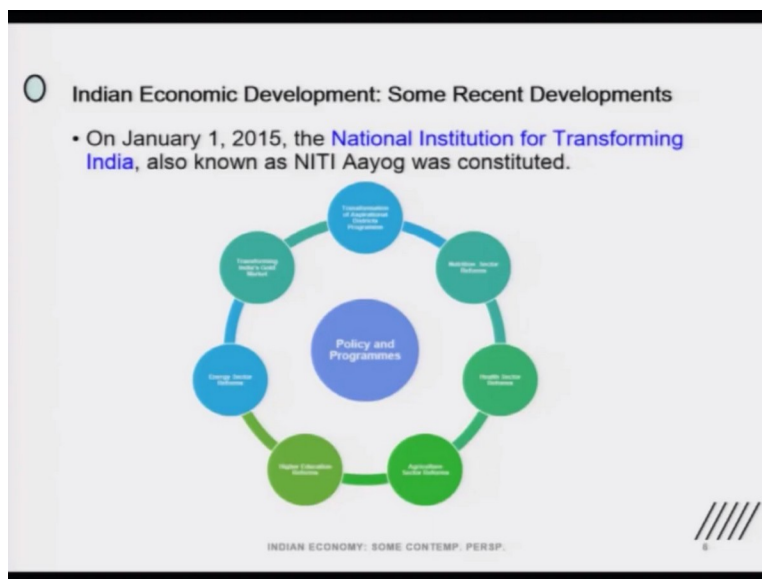 Indian Economic Development: Some Recent Developments
• On January 1, 2015, the National Institution for Transforming
India, also known as NITI Aayog was constituted.
Transformation
of Aspirational
Districts
Programme
Nutrition Sector
Reforms
Health Sector
Reforms
Agriculture
Sector Reforms
Higher Education
Reforms
Energy Sector
Reforms
Transforming
India's Gold
Market
Policy and
Programmes
INDIAN ECONOMY: SOME CONTEMP. PERSP.
6